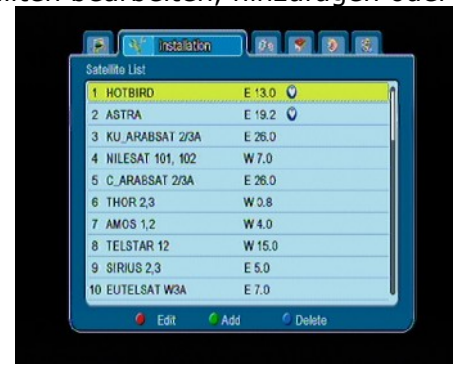 bearbeiten, hinzufügen oder
Installation
Satellite List
1 HOTBIRD E 13.0
2 ASTRA E 19.2
3 KU_ARABSAT 2/3A E 26.0
4 NILESAT 101, 102 W 7.0
5 C_ARABSAT 2/3A E 26.0
6 THOR 2,3 W 0.8
7 AMOS 1,2 W 4.0
8 TELSTAR 12 W 15.0
9 SIRIUS 2,3 E 5.0
10 EUTELSAT W3A E 7.0
Edit Add Delete